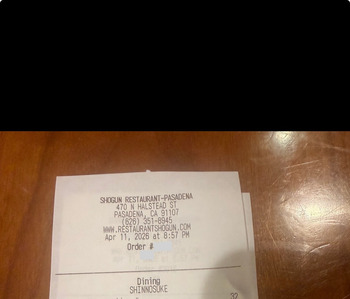 SHOGUN RESTAURANT-PASADENA
470 N HALSTEAD ST
PASADENA, CA 91107
(626) 351-8945
WWW.RESTAURANTSHOGUN.COM
Apr 11, 2026 at 8:57 PM
Order #
Dining
SHINNOSUKE
32